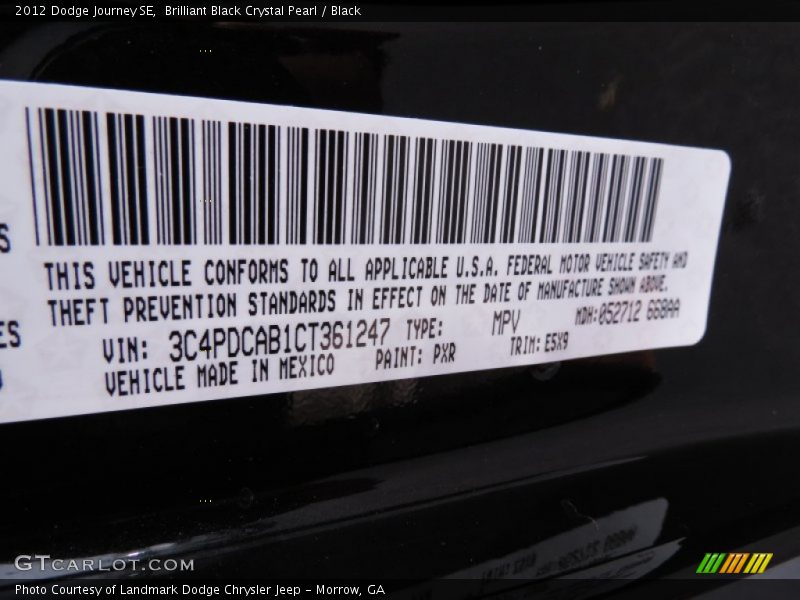 2012 Dodge Journey SE,  Brilliant Black Crystal Pearl / Black
S
ES
THIS VEHICLE CONFORMS TO ALL APPLICABLE U.S.A. FEDERAL MOTOR VEHICLE SAFETY AND
THEFT PREVENTION STANDARDS IN EFFECT ON THE DATE OF MANUFACTURE SHOWN ABOVE.
VIN: 3C4PDCAB1CT361247 TYPE: MPV MDH:052712 668AA
VEHICLE MADE IN MEXICO PAINT: PXR TRIM: E5X9
GTCARLOT.COM
Photo Courtesy of Landmark Dodge Chrysler Jeep - Morrow, GA